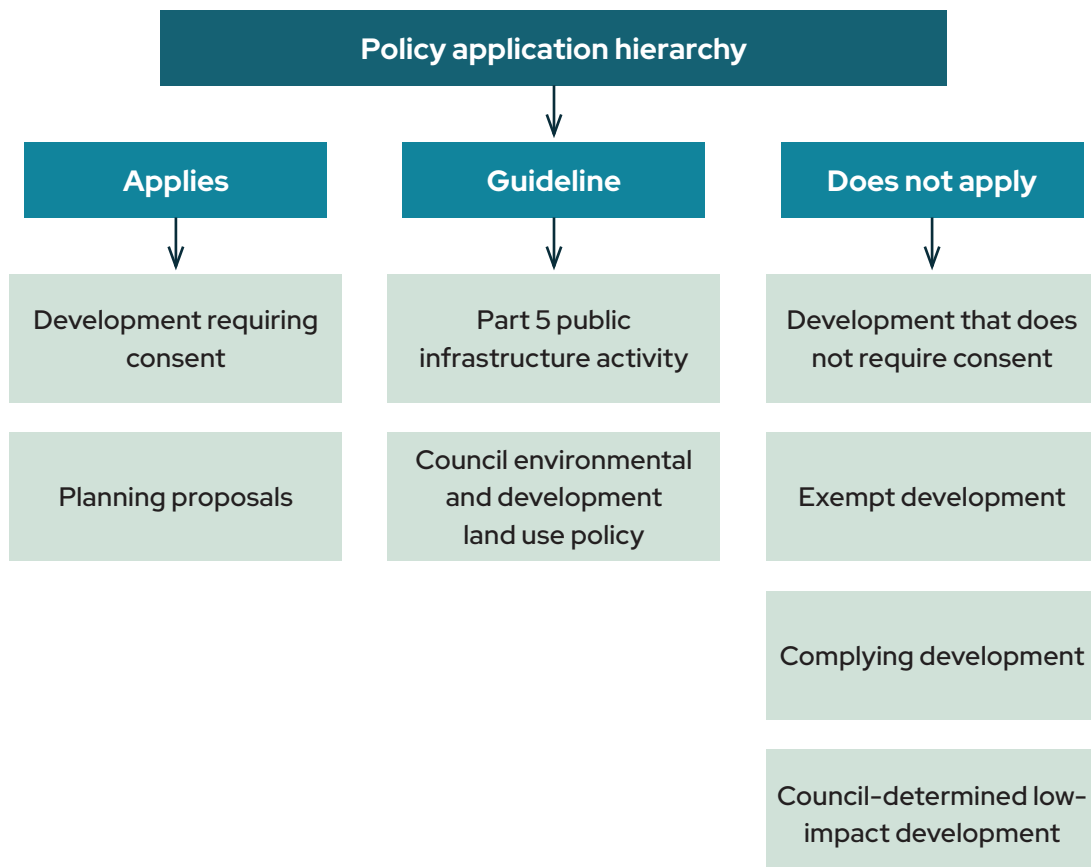 Policy application hierarchy
Applies
Guideline
Does not apply
Development requiring
consent
Part 5 public
infrastructure activity
Development that does
not require consent
Planning proposals
Council environmental
and development
land use policy
Exempt development
Complying development
Council-determined low-
impact development